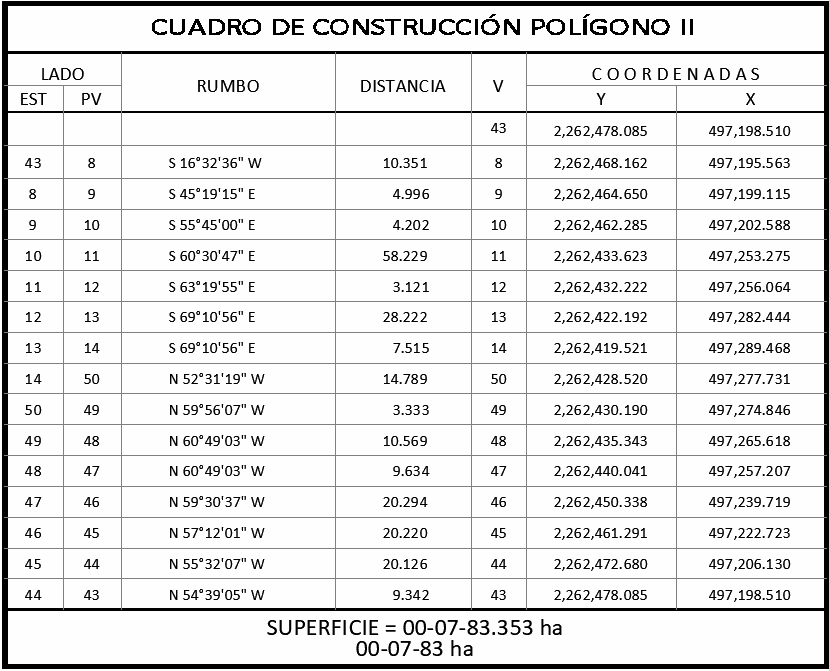 CUADRO DE CONSTRUCCIÓN POLÍGONO II
LADO RUMBO DISTANCIA V COORDENADAS
EST PV Y X
43 2,262,478.085 497,198.510
43 8 S 16°32'36" W 10.351 8 2,262,468.162 497,195.563
8 9 S 45°19'15" E 4.996 9 2,262,464.650 497,199.115
9 10 S 55°45'00" E 4.202 10 2,262,462.285 497,202.588
10 11 S 60°30'47" E 58.229 11 2,262,433.623 497,253.275
11 12 S 63°19'55" E 3.121 12 2,262,432.222 497,256.064
12 13 S 69°10'56" E 28.222 13 2,262,422.192 497,282.444
13 14 S 69°10'56" E 7.515 14 2,262,419.521 497,289.468
14 50 N 52°31'19" W 14.789 50 2,262,428.520 497,277.731
50 49 N 59°56'07" W 3.333 49 2,262,430.190 497,274.846
49 48 N 60°49'03" W 10.569 48 2,262,435.343 497,265.618
48 47 N 60°49'03" W 9.634 47 2,262,440.041 497,257.207
47 46 N 59°30'37" W 20.294 46 2,262,450.338 497,239.719
46 45 N 57°12'01" W 20.220 45 2,262,461.291 497,222.723
45 44 N 55°32'07" W 20.126 44 2,262,472.680 497,206.130
44 43 N 54°39'05" W 9.342 43 2,262,478.085 497,198.510
SUPERFICIE = 00-07-83.353 ha
00-07-83 ha